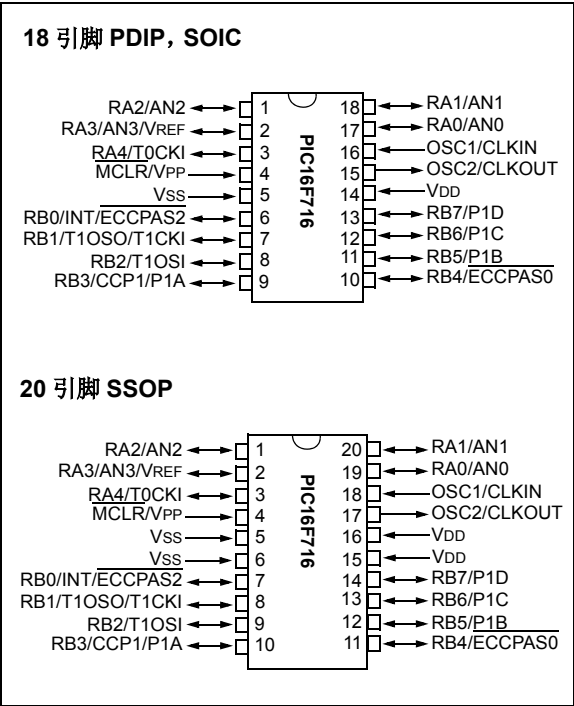 18 引脚 PDIP，SOIC
RA2/AN2 1 18 RA1/AN1
RA3/AN3/VREF 2 17 RA0/AN0
RA4/T0CKI 3 16 OSC1/CLKIN
MCLR/VPP 4 15 OSC2/CLKOUT
VSS 5 14 VDD
RB0/INT/ECCPAS2 6 13 RB7/P1D
RB1/T1OSO/T1CKI 7 12 RB6/P1C
RB2/T1OSI 8 11 RB5/P1B
RB3/CCP1/P1A 9 10 RB4/ECCPAS0
PIC16F716
20 引脚 SSOP
RA2/AN2 1 20 RA1/AN1
RA3/AN3/VREF 2 19 RA0/AN0
RA4/T0CKI 3 18 OSC1/CLKIN
MCLR/VPP 4 17 OSC2/CLKOUT
VSS 5 16 VDD
VSS 6 15 VDD
RB0/INT/ECCPAS2 7 14 RB7/P1D
RB1/T1OSO/T1CKI 8 13 RB6/P1C
RB2/T1OSI 9 12 RB5/P1B
RB3/CCP1/P1A 10 11 RB4/ECCPAS0
PIC16F716